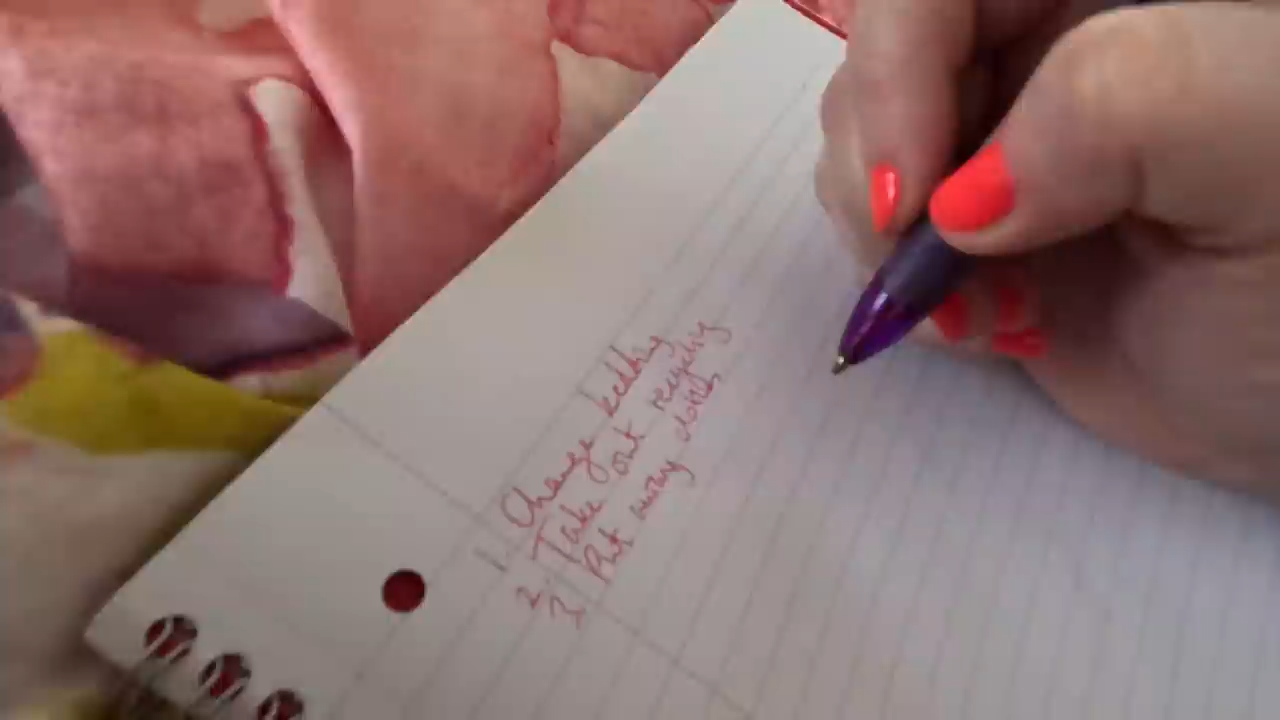 1. Change bedding
2. Take out recycling
3 Put away clothes